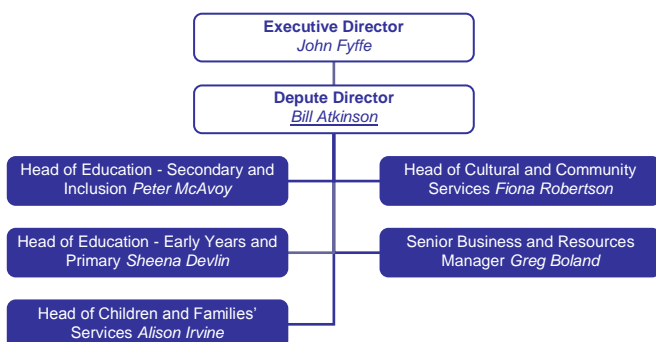 Executive Director
John Fyffe
Depute Director
Bill Atkinson
Head of Education - Secondary and
Inclusion Peter McAvoy
Head of Cultural and Community
Services Fiona Robertson
Head of Education - Early Years and
Primary Sheena Devlin
Senior Business and Resources
Manager Greg Boland
Head of Children and Families'
Services Alison Irvine